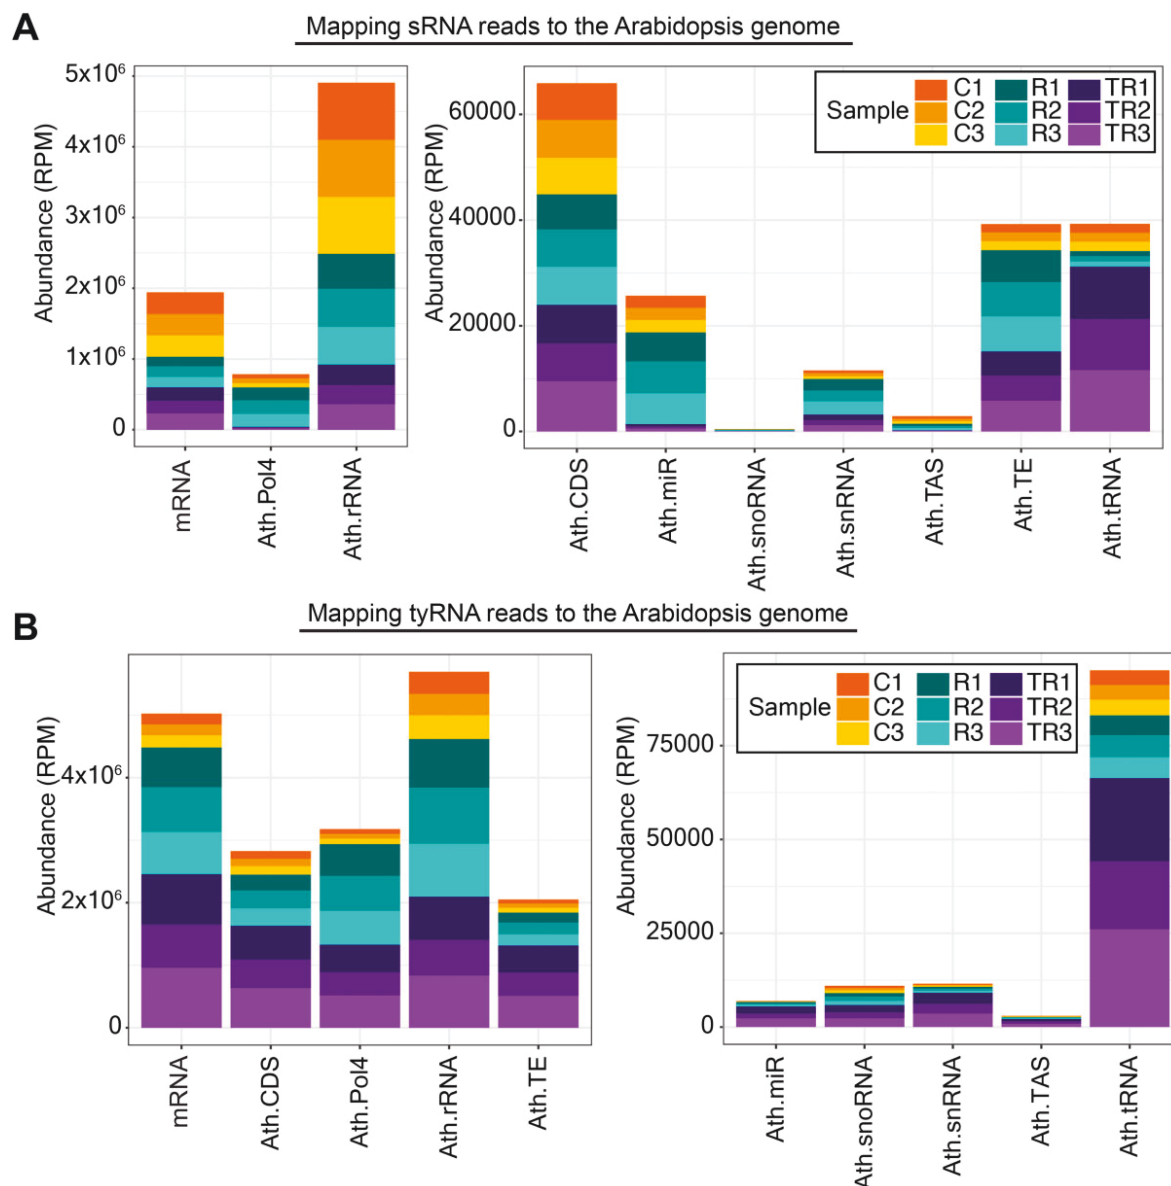 A
Mapping sRNA reads to the Arabidopsis genome
Abundance (RPM)
5x10⁶
4x10⁶
3x10⁶
2x10⁶
1x10⁶
0
mRNA
Ath.Pol4
Ath.rRNA
Abundance (RPM)
60000
40000
20000
0
Sample
C1 R1 TR1
C2 R2 TR2
C3 R3 TR3
Ath.CDS
Ath.miR
Ath.snoRNA
Ath.snRNA
Ath.TAS
Ath.TE
Ath.tRNA
B
Mapping tyRNA reads to the Arabidopsis genome
Abundance (RPM)
4x10⁶
2x10⁶
0
mRNA
Ath.CDS
Ath.Pol4
Ath.rRNA
Ath.TE
Abundance (RPM)
75000
50000
25000
0
Sample
C1 R1 TR1
C2 R2 TR2
C3 R3 TR3
Ath.miR
Ath.snoRNA
Ath.snRNA
Ath.TAS
Ath.tRNA